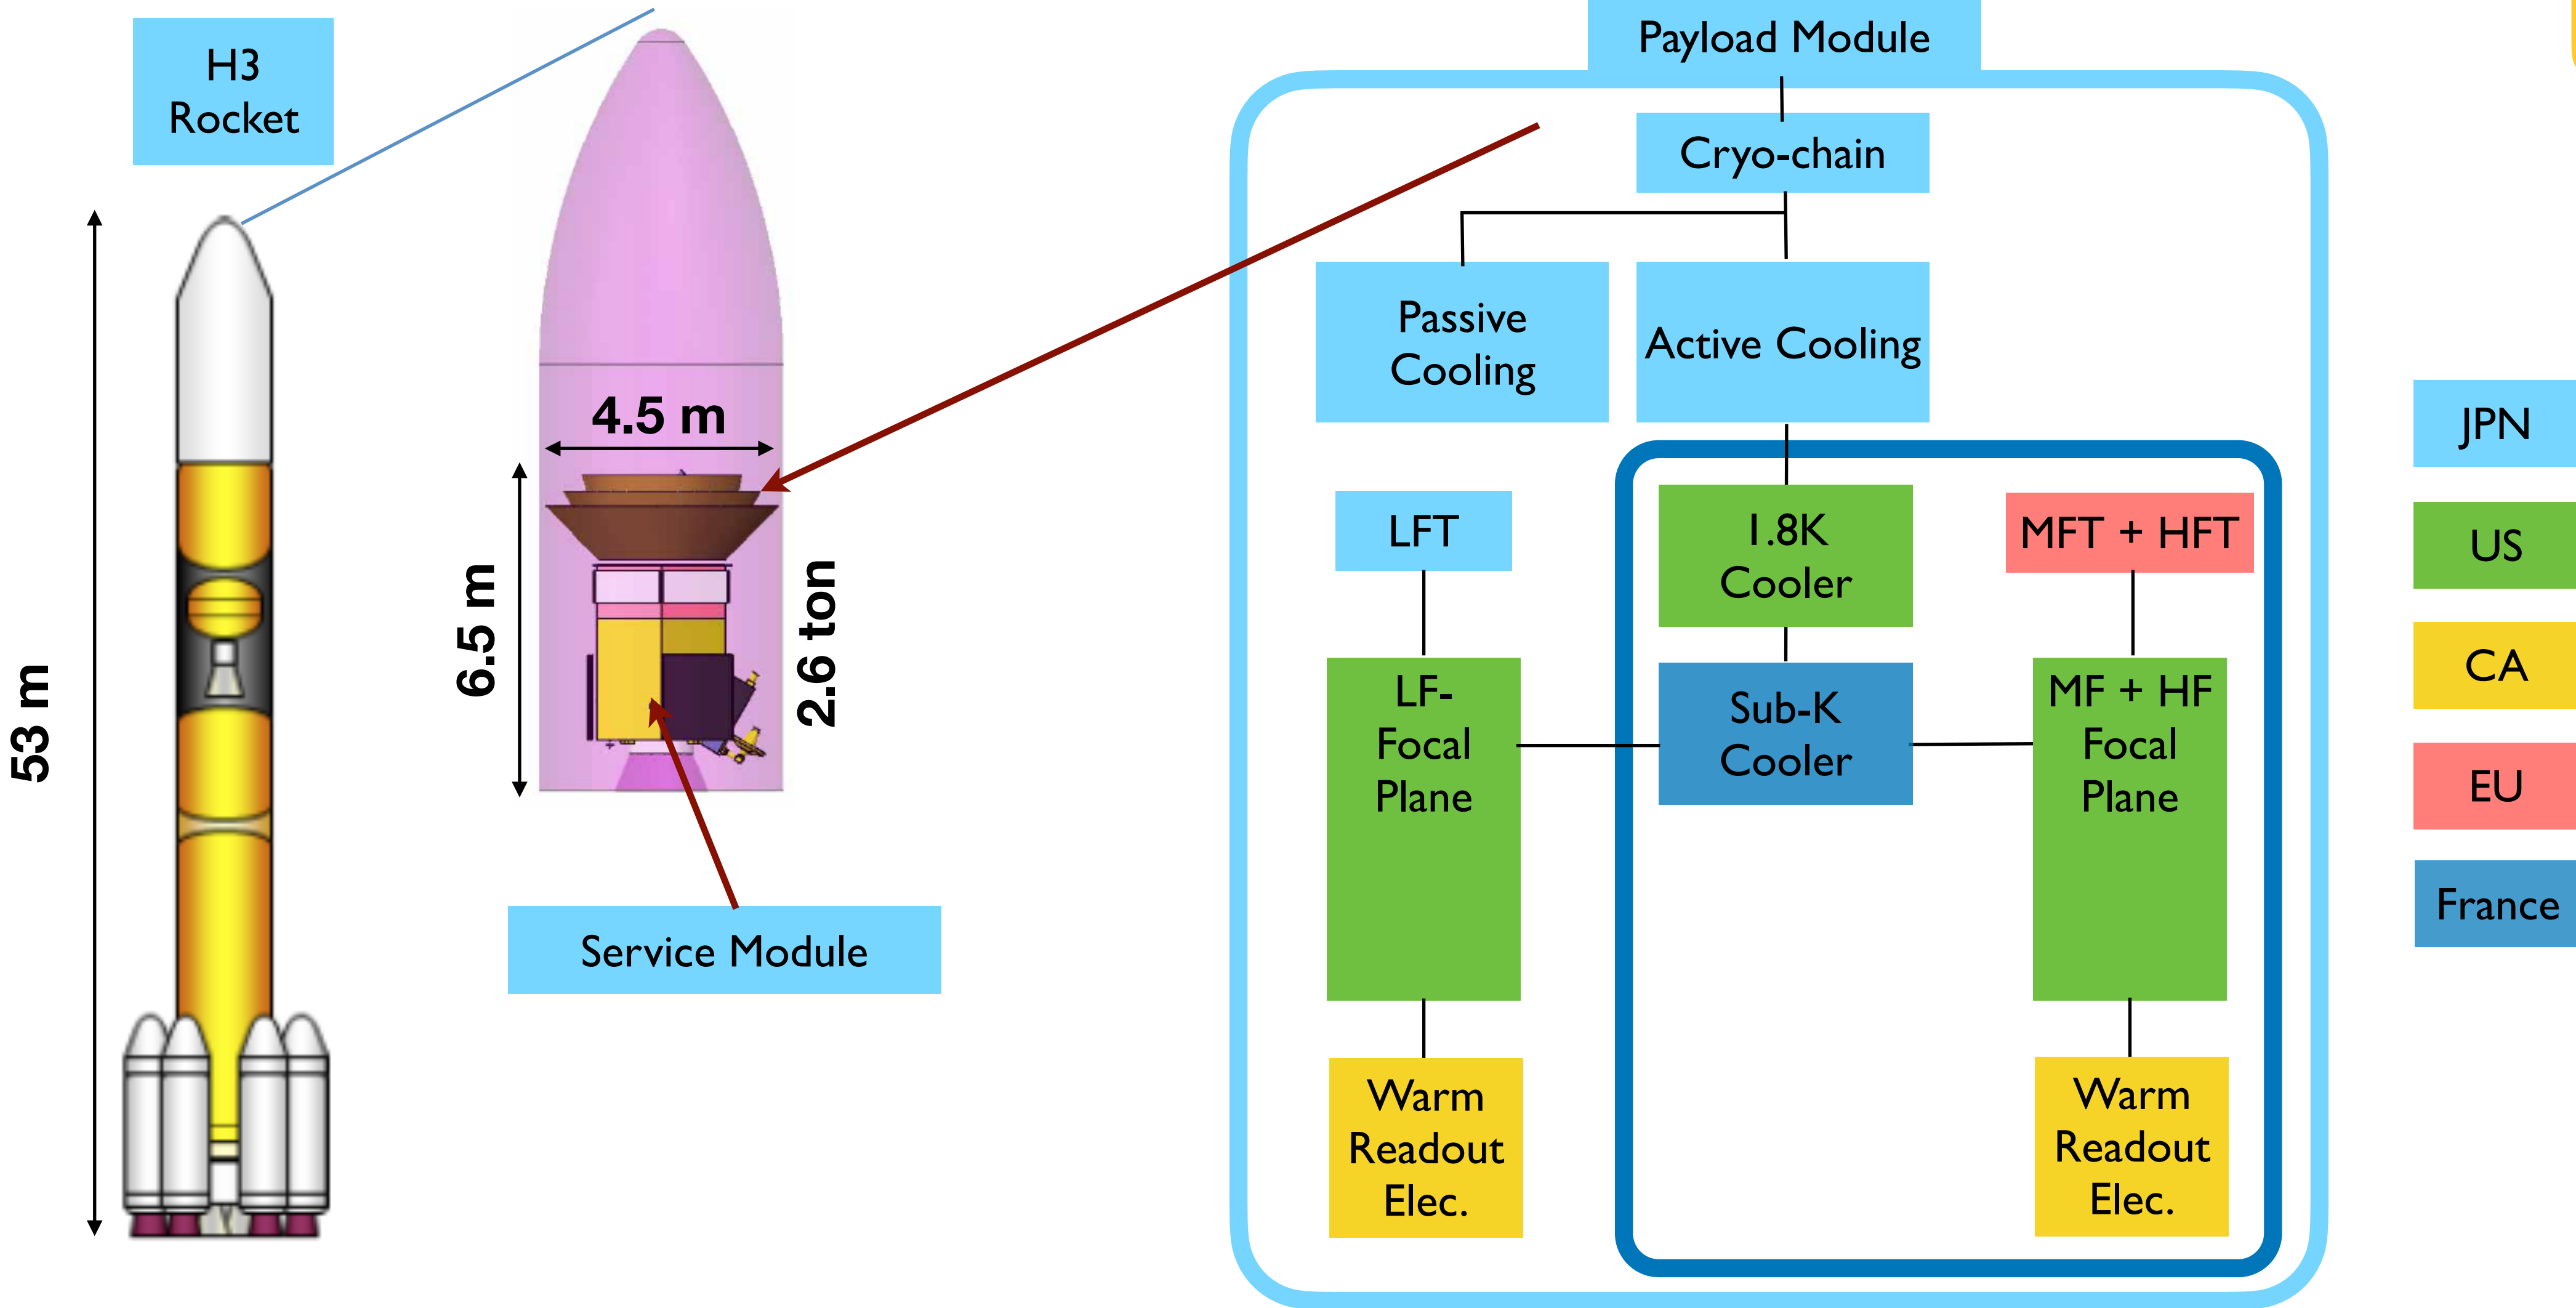 H3
Rocket
53 m
4.5 m
6.5 m
2.6 ton
Service Module
Payload Module
Cryo-chain
Passive
Cooling
Active Cooling
LFT
1.8K
Cooler
MFT + HFT
LF-
Focal
Plane
Sub-K
Cooler
MF + HF
Focal
Plane
Warm
Readout
Elec.
Warm
Readout
Elec.
JPN
US
CA
EU
France